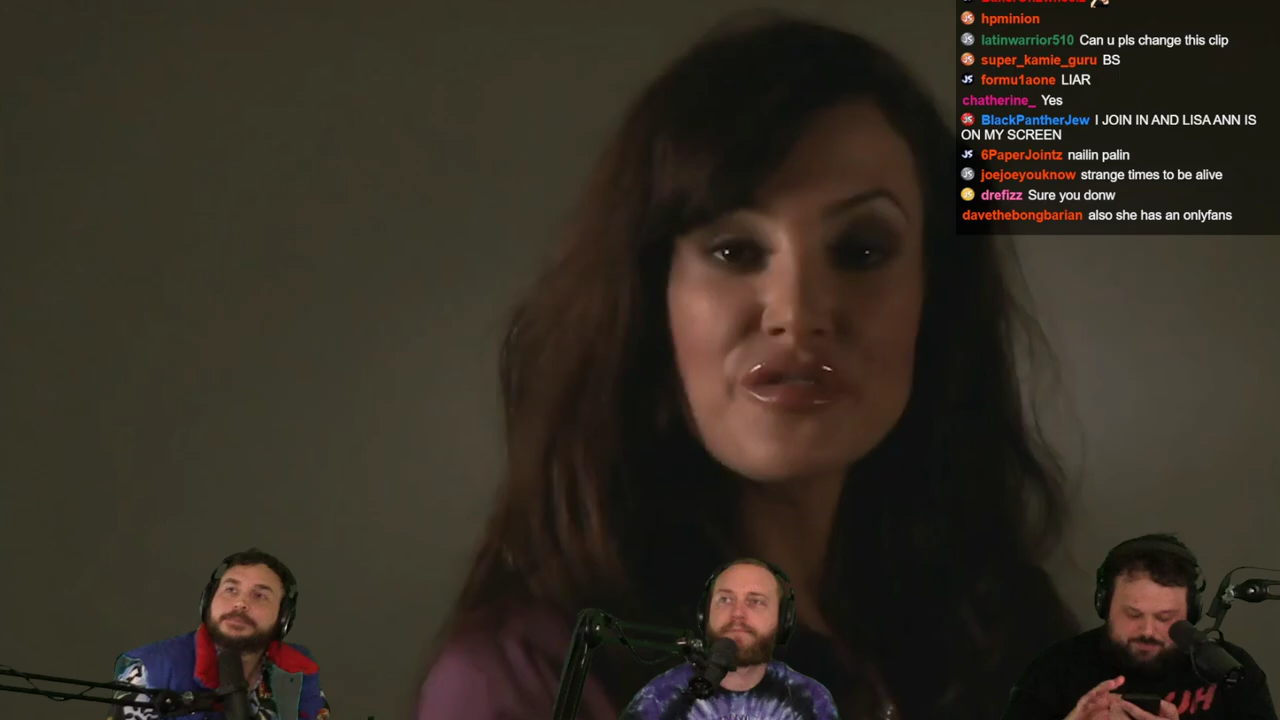 hpminion
latinwarrior510 Can u pls change this clip
super_kamie_guru BS
formu1aone LIAR
chatherine_ Yes
BlackPantherJew I JOIN IN AND LISA ANN IS
ON MY SCREEN
6PaperJointz nailin palin
joejoeyouknow strange times to be alive
drefizz Sure you donw
davethebongbarian also she has an onlyfans